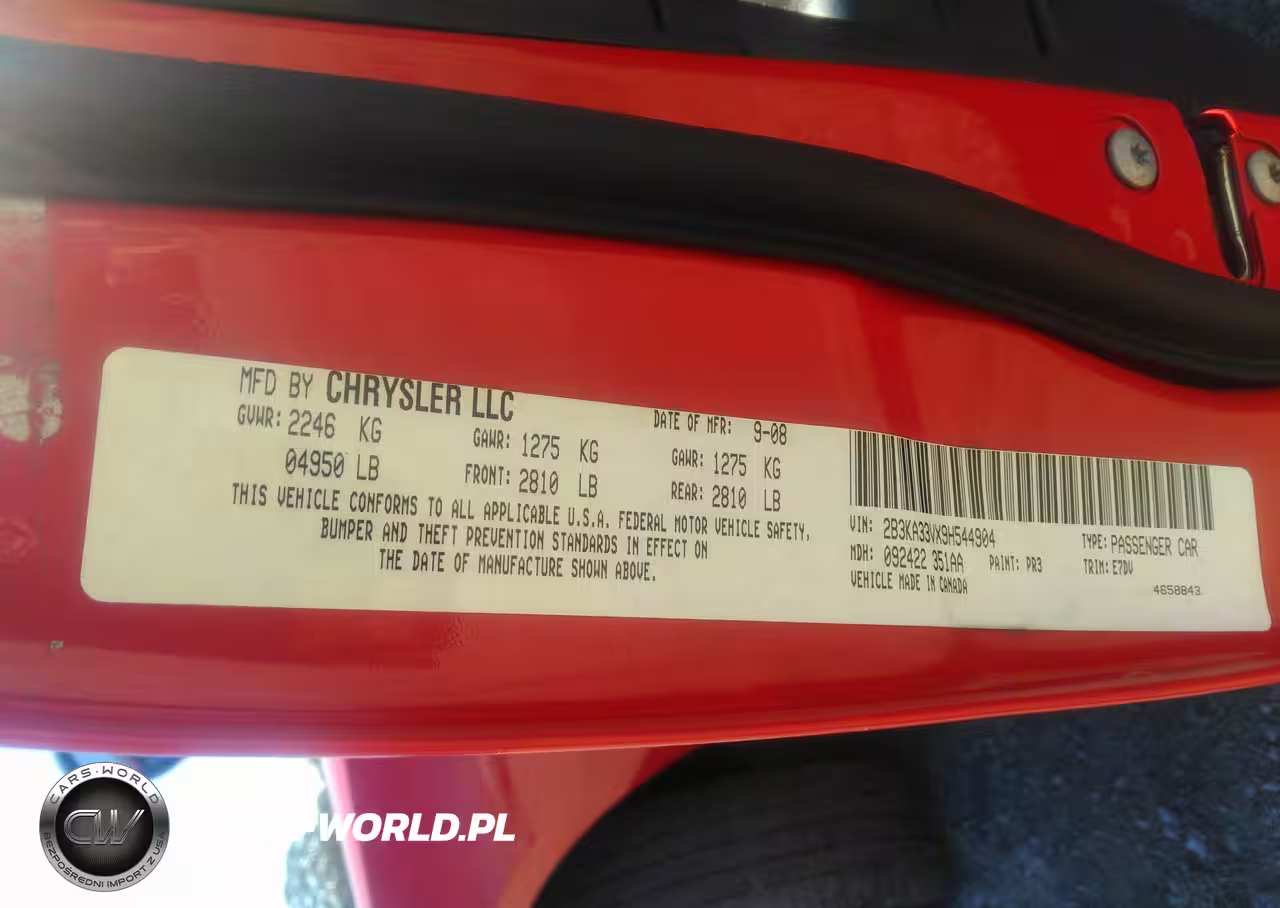 MFD BY CHRYSLER LLC
GVWR: 2246 KG
04950 LB
GAWR: 1275 KG
FRONT: 2810 LB
DATE OF MFR: 9-08
GAWR: 1275 KG
REAR: 2810 LB
THIS VEHICLE CONFORMS TO ALL APPLICABLE U.S.A. FEDERAL MOTOR VEHICLE SAFETY,
BUMPER AND THEFT PREVENTION STANDARDS IN EFFECT ON
THE DATE OF MANUFACTURE SHOWN ABOVE.
VIN: 2B3KA33VX9H544904
TYPE: PASSENGER CAR
MDH: 092422 351AA PAINT: PR3 TRIM: E7DV
VEHICLE MADE IN CANADA
4658843
CARS-WORLD
CW
BEZPOŚREDNI IMPORT Z USA
-WORLD.PL